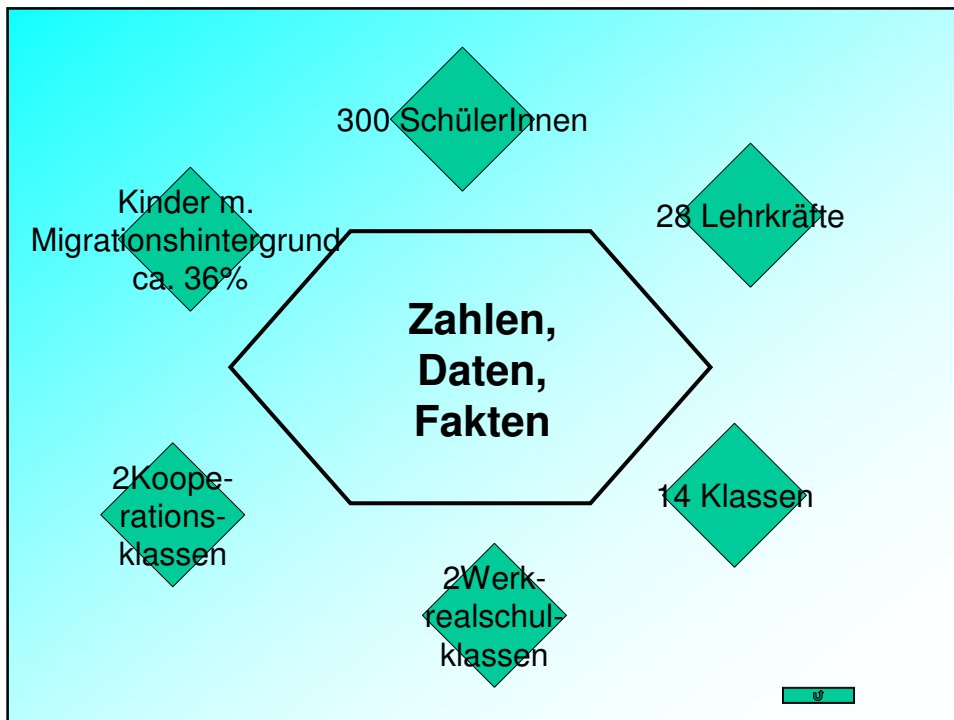 300 SchülerInnen
Kinder m.
Migrationshintergrund
ca. 36%
28 Lehrkräfte
Zahlen,
Daten,
Fakten
2Koope-
rations-
klassen
14 Klassen
2Werk-
realschul-
klassen